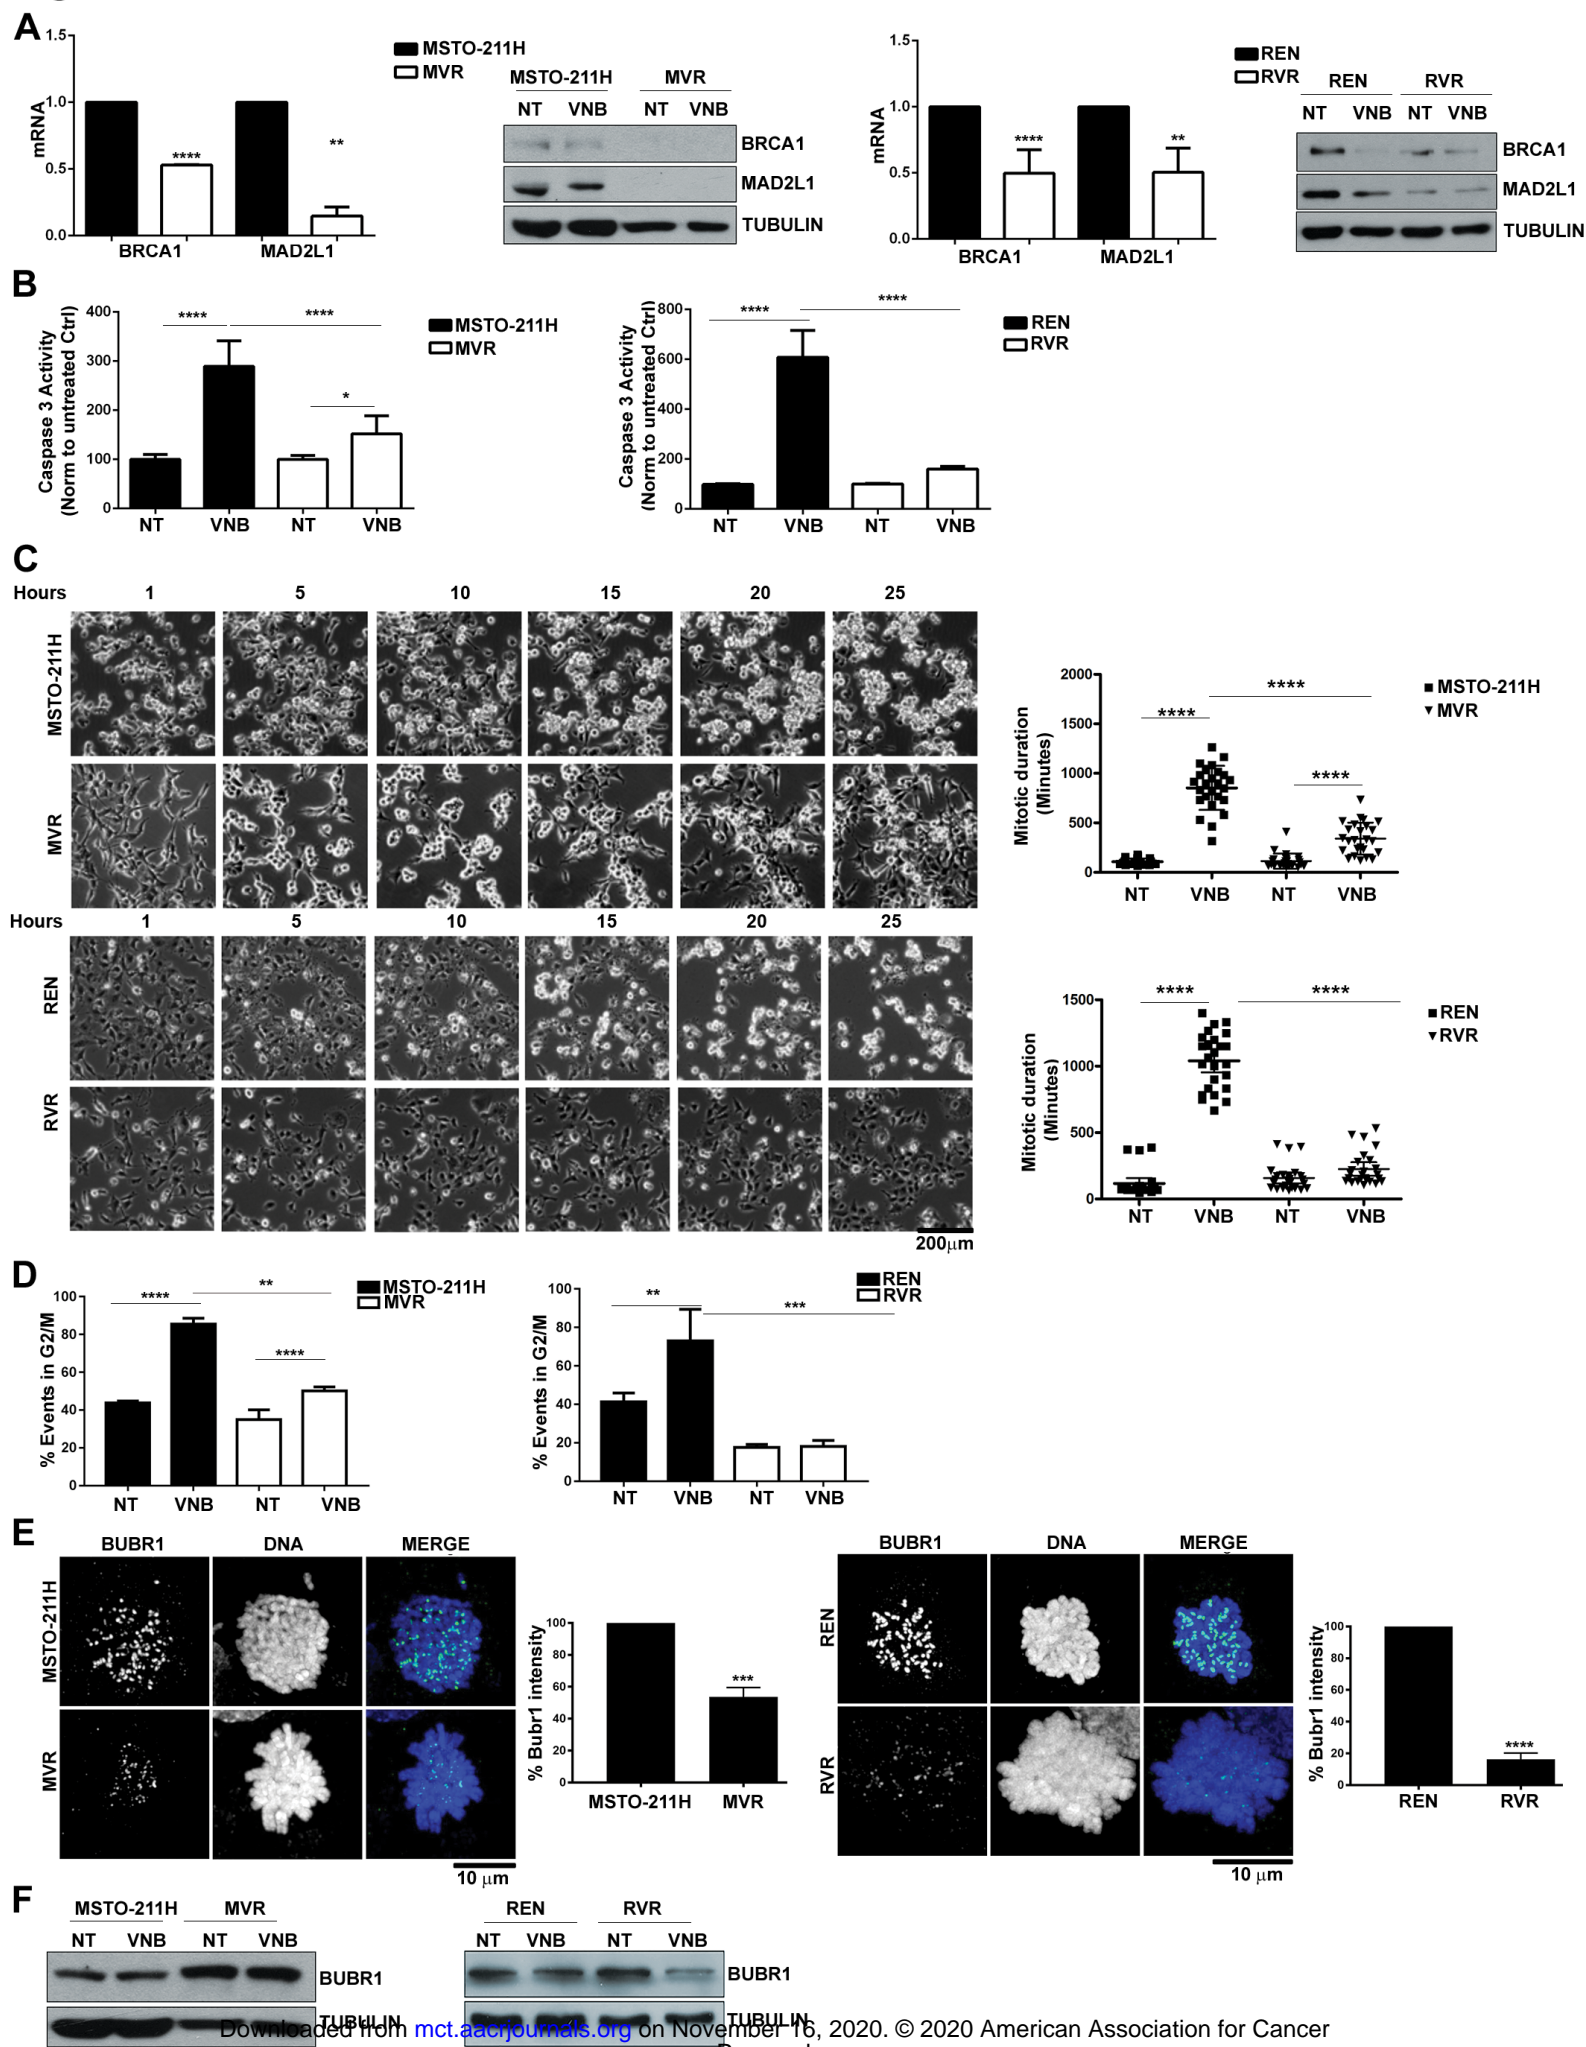 A
1.5
1.0
0.5
0.0
mRNA
****
**
BRCA1
MAD2L1
MSTO-211H
MVR
MSTO-211H MVR
NT VNB NT VNB
BRCA1
MAD2L1
TUBULIN
1.5
1.0
0.5
0.0
mRNA
****
**
BRCA1
MAD2L1
REN
RVR
REN RVR
NT VNB NT VNB
BRCA1
MAD2L1
TUBULIN
B
Caspase 3 Activity
(Norm to untreated Ctrl)
400
300
200
100
0
****
****
*
NT VNB NT VNB
MSTO-211H
MVR
Caspase 3 Activity
(Norm to untreated Ctrl)
800
600
400
200
0
****
****
NT VNB NT VNB
REN
RVR
C
Hours 1 5 10 15 20 25
MSTO-211H
MVR
Hours 1 5 10 15 20 25
REN
RVR
200μm
Mitotic duration
(Minutes)
2000
1500
1000
500
0
****
****
****
NT VNB NT VNB
MSTO-211H
MVR
Mitotic duration
(Minutes)
1500
1000
500
0
****
****
NT VNB NT VNB
REN
RVR
D
% Events in G2/M
100
80
60
40
20
0
****
**
****
NT VNB NT VNB
MSTO-211H
MVR
% Events in G2/M
100
80
60
40
20
0
**
***
NT VNB NT VNB
REN
RVR
E
BUBR1 DNA MERGE
MSTO-211H
MVR
10 μm
% Bubr1 intensity
100
80
60
40
20
0
***
MSTO-211H MVR
BUBR1 DNA MERGE
REN
RVR
10 μm
% Bubr1 intensity
100
80
60
40
20
0
****
REN RVR
F
MSTO-211H MVR
NT VNB NT VNB
BUBR1
TUBULIN
REN RVR
NT VNB NT VNB
BUBR1
TUBULIN
Downloaded from mct.aacrjournals.org on November 16, 2020. © 2020 American Association for Cancer